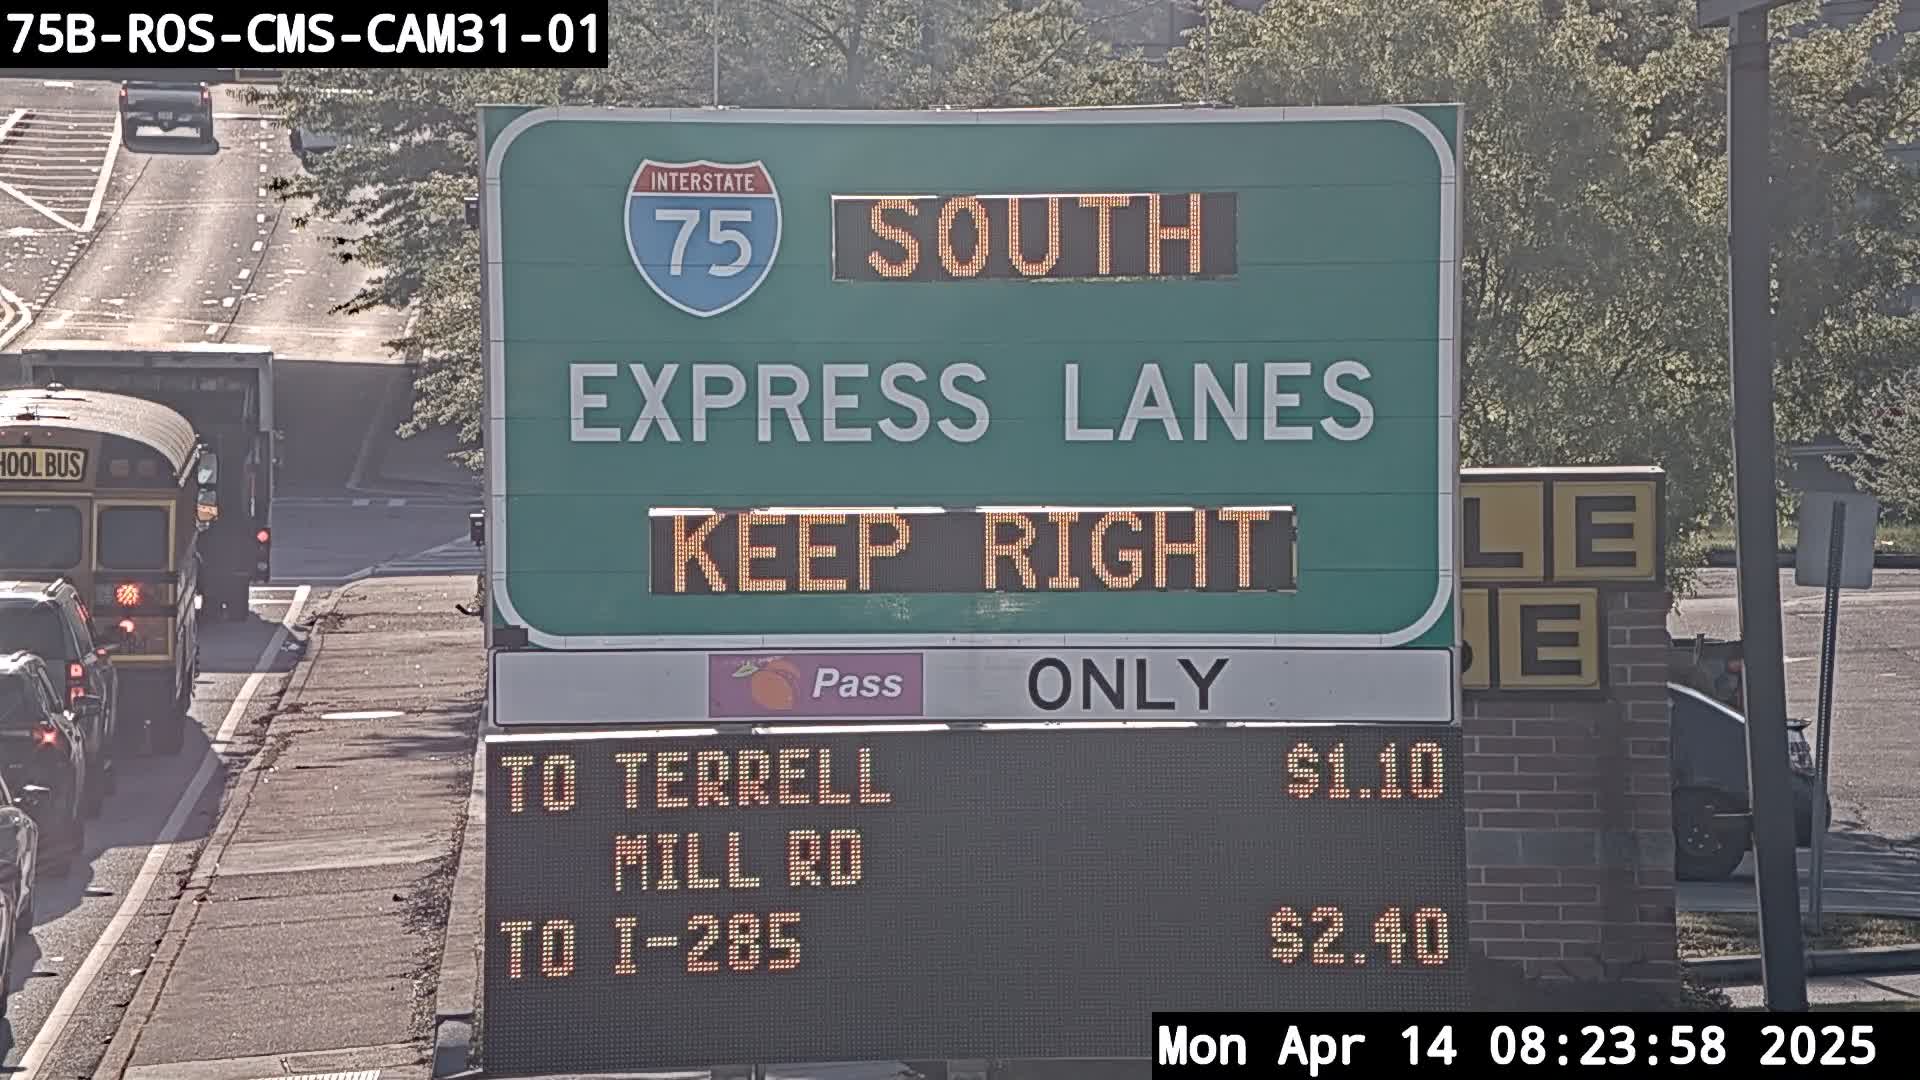 75B-ROS-CMS-CAM31-01
INTERSTATE
75
SOUTH
EXPRESS LANES
KEEP RIGHT
Pass ONLY
TO TERRELL $1.10
MILL RD
TO I-285 $2.40
HOOL BUS
LE
E
Mon Apr 14 08:23:58 2025